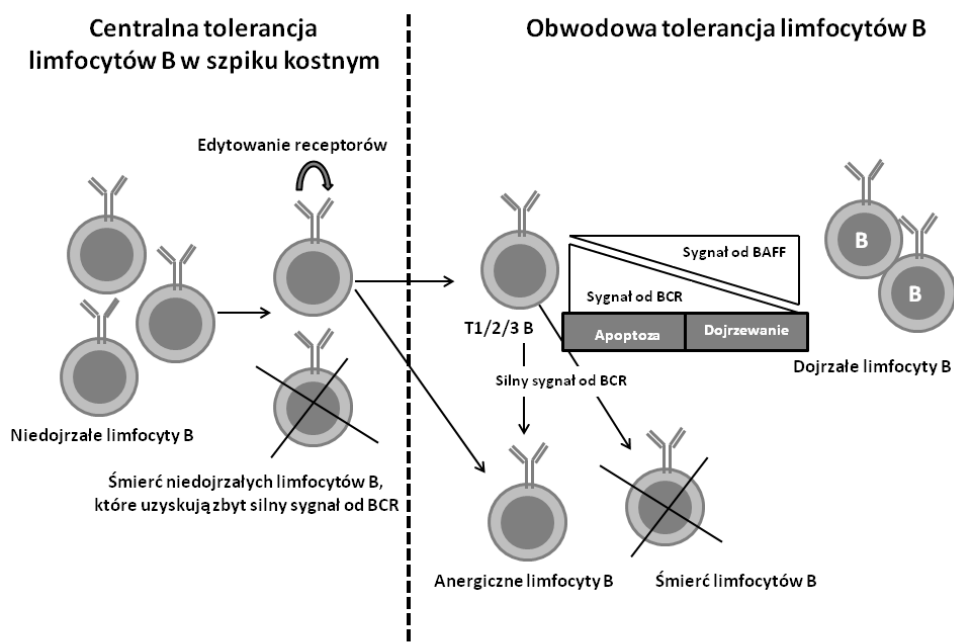 Centralna tolerancja
limfocytów B w szpiku kostnym
Obwodowa tolerancja limfocytów B
Edytowanie receptorów
Niedojrzałe limfocyty B
Śmierć niedojrzałych limfocytów B,
które uzyskują zbyt silny sygnał od BCR
T1/2/3 B
Sygnał od BAFF
Sygnał od BCR
Apoptoza
Dojrzewanie
B
B
Dojrzałe limfocyty B
Silny sygnał od BCR
Anergiczne limfocyty B
Śmierć limfocytów B